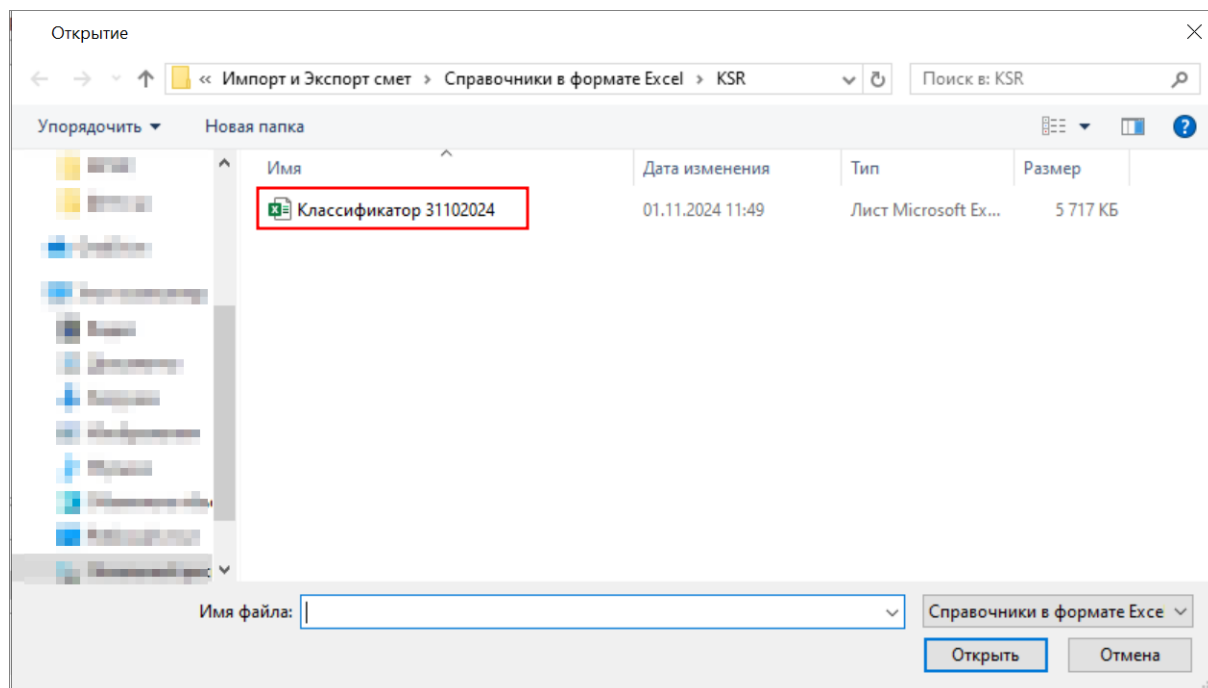 Открытие
« Импорт и Экспорт смет › Справочники в формате Excel › KSR
Поиск в: KSR
Упорядочить
Новая папка
Имя
Дата изменения
Тип
Размер
Классификатор 31102024
01.11.2024 11:49
Лист Microsoft Ex...
5 717 КБ
Имя файла:
Справочники в формате Exce
Открыть
Отмена